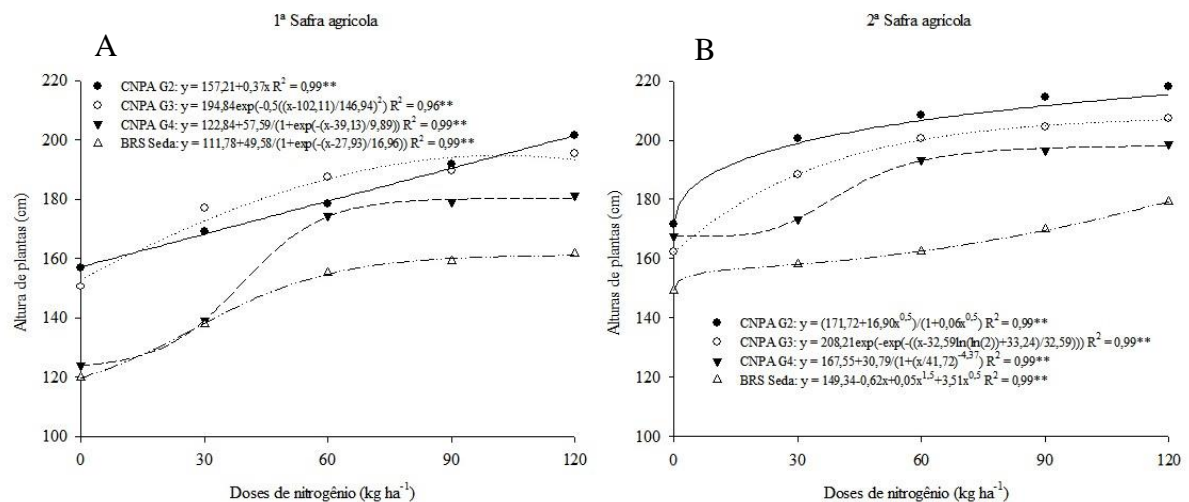 1ª Safra agrícola
A
220
200
180
160
140
120
100
Altura de plantas (cm)
CNPA G2: y = 157,21+0,37x R² = 0,99**
CNPA G3: y = 194,84exp(-0,5((x-102,11)/146,94)²) R² = 0,96**
CNPA G4: y = 122,84+57,59/(1+exp(-(x-39,13)/9,89)) R² = 0,99**
BRS Seda: y = 111,78+49,58/(1+exp(-(x-27,93)/16,96)) R² = 0,99**
0 30 60 90 120
Doses de nitrogênio (kg ha⁻¹)
2ª Safra agrícola
B
220
200
180
160
140
120
100
Alturas de plantas (cm)
CNPA G2: y = (171,72+16,90x^0,5)/(1+0,06x^0,5) R² = 0,99**
CNPA G3: y = 208,21exp(-exp(-((x-32,59ln(ln(2))+33,24)/32,59))) R² = 0,99**
CNPA G4: y = 167,55+30,79/(1+(x/41,72)^-4,37) R² = 0,99**
BRS Seda: y = 149,34-0,62x+0,05x^1,5+3,51x^0,5 R² = 0,99**
0 30 60 90 120
Doses de nitrogênio (kg ha⁻¹)